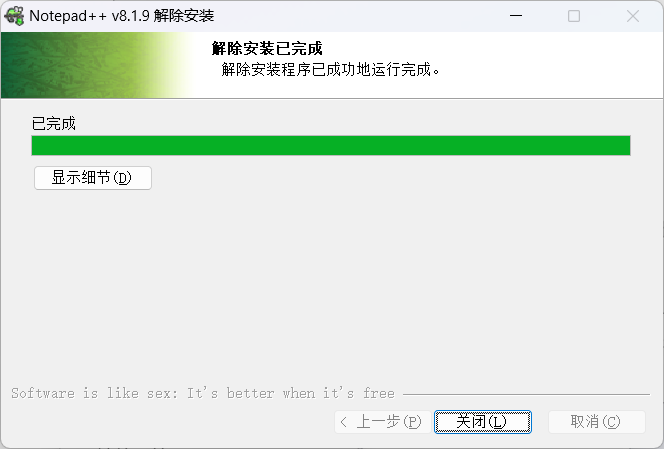 Notepad++ v8.1.9 解除安装
解除安装已完成
解除安装程序已成功地运行完成。
已完成
显示细节(D)
Software is like sex: It's better when it's free
< 上一步(P)
关闭(L)
取消(C)